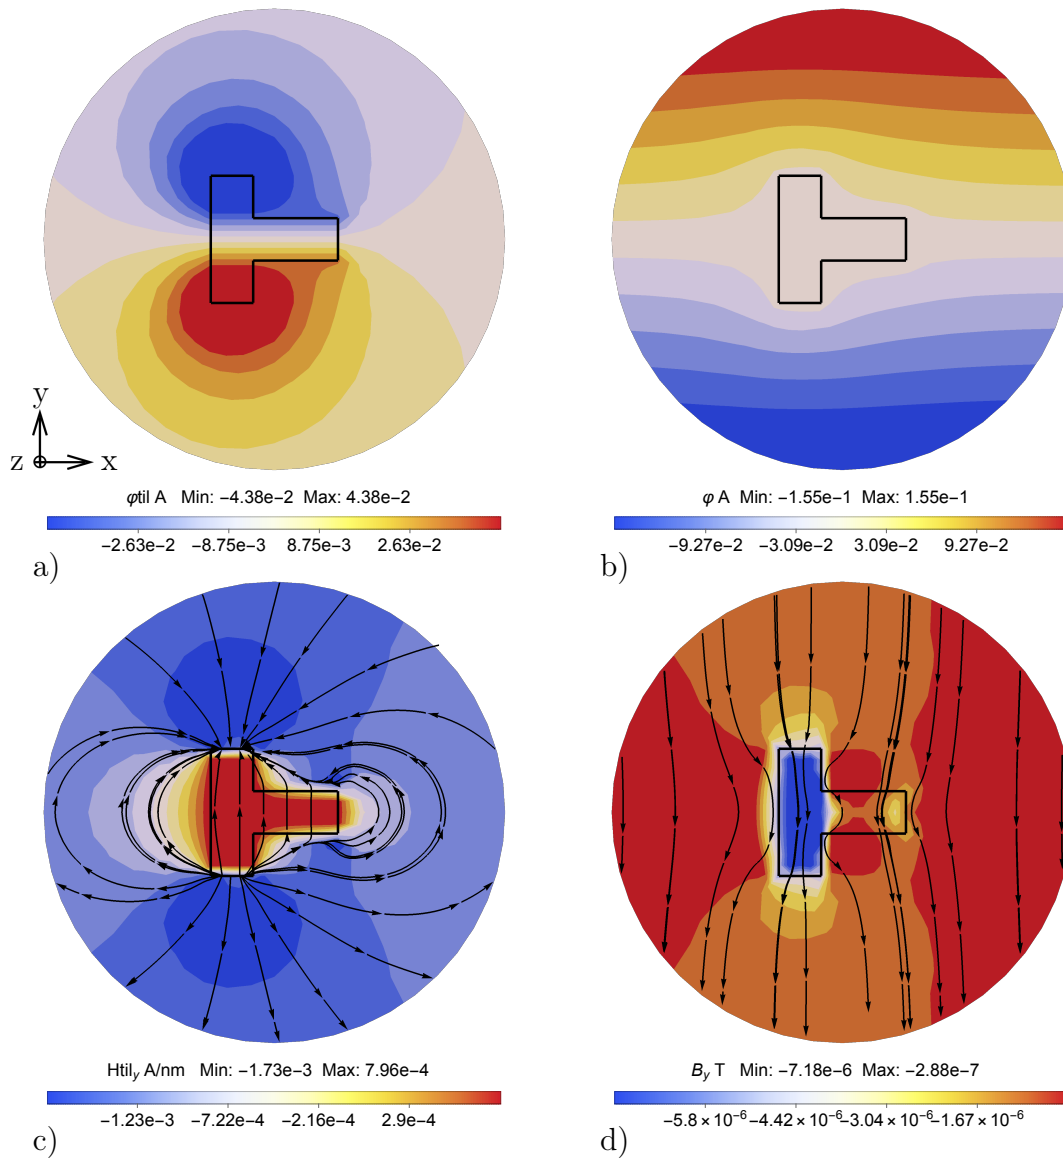 y
z x
φtil A Min: −4.38e−2 Max: 4.38e−2
−2.63e−2 −8.75e−3 8.75e−3 2.63e−2
a)
φ A Min: −1.55e−1 Max: 1.55e−1
−9.27e−2 −3.09e−2 3.09e−2 9.27e−2
b)
Htily A/nm Min: −1.73e−3 Max: 7.96e−4
−1.23e−3 −7.22e−4 −2.16e−4 2.9e−4
c)
By T Min: −7.18e−6 Max: −2.88e−7
−5.8 × 10−6 −4.42 × 10−6 −3.04 × 10−6 −1.67 × 10−6
d)